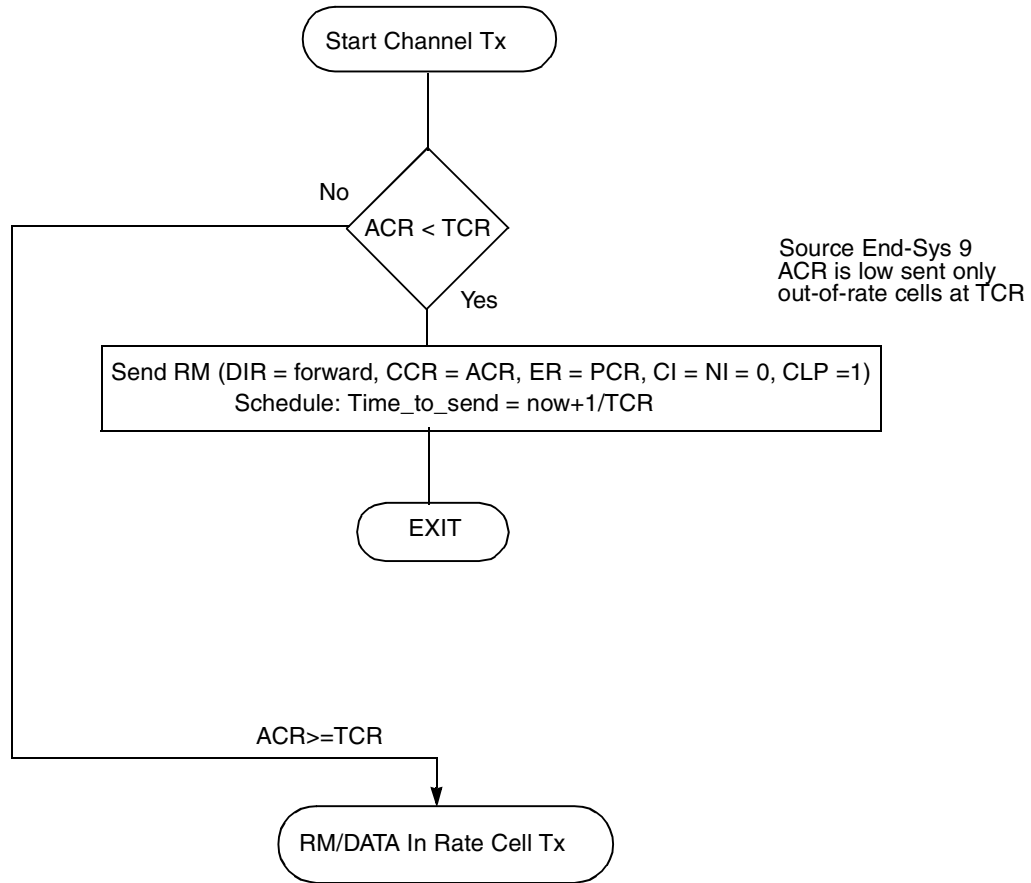 Start Channel Tx
No
ACR < TCR
Source End-Sys 9
ACR is low sent only
out-of-rate cells at TCR
Yes
Send RM (DIR = forward, CCR = ACR, ER = PCR, CI = NI = 0, CLP =1)
Schedule: Time_to_send = now+1/TCR
EXIT
ACR>=TCR
RM/DATA In Rate Cell Tx